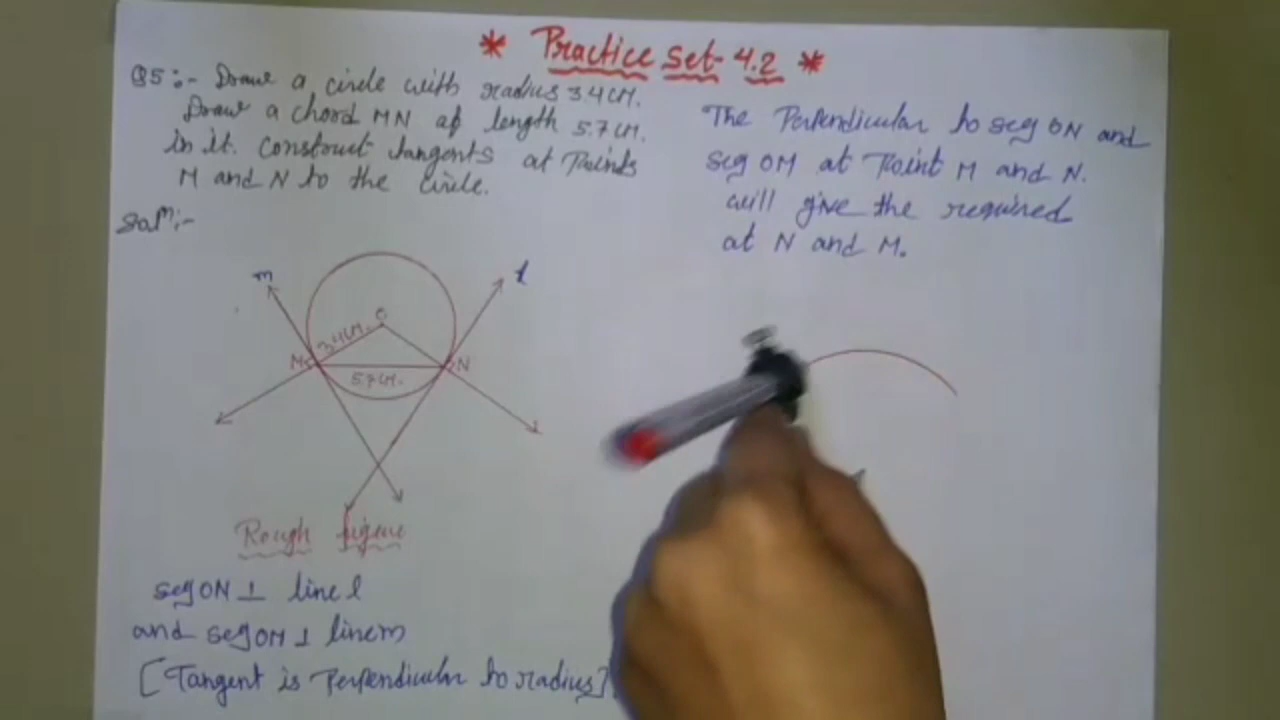 * Practice set- 4.2 *
Q5:- Draw a circle with radius 3.4 cm.
Draw a chord MN of length 5.7 cm.
in it. construct tangents at Points
M and N to the circle.
Solⁿ:-
The Perpendicular to seg ON and
seg OM at Point M and N.
will give the required
at N and M.
m
l
O
3.4 cm.
M
N
5.7 cm.
Rough figure
seg ON ⊥ line l
and seg OM ⊥ line m
[Tangent is Perpendicular to radius]